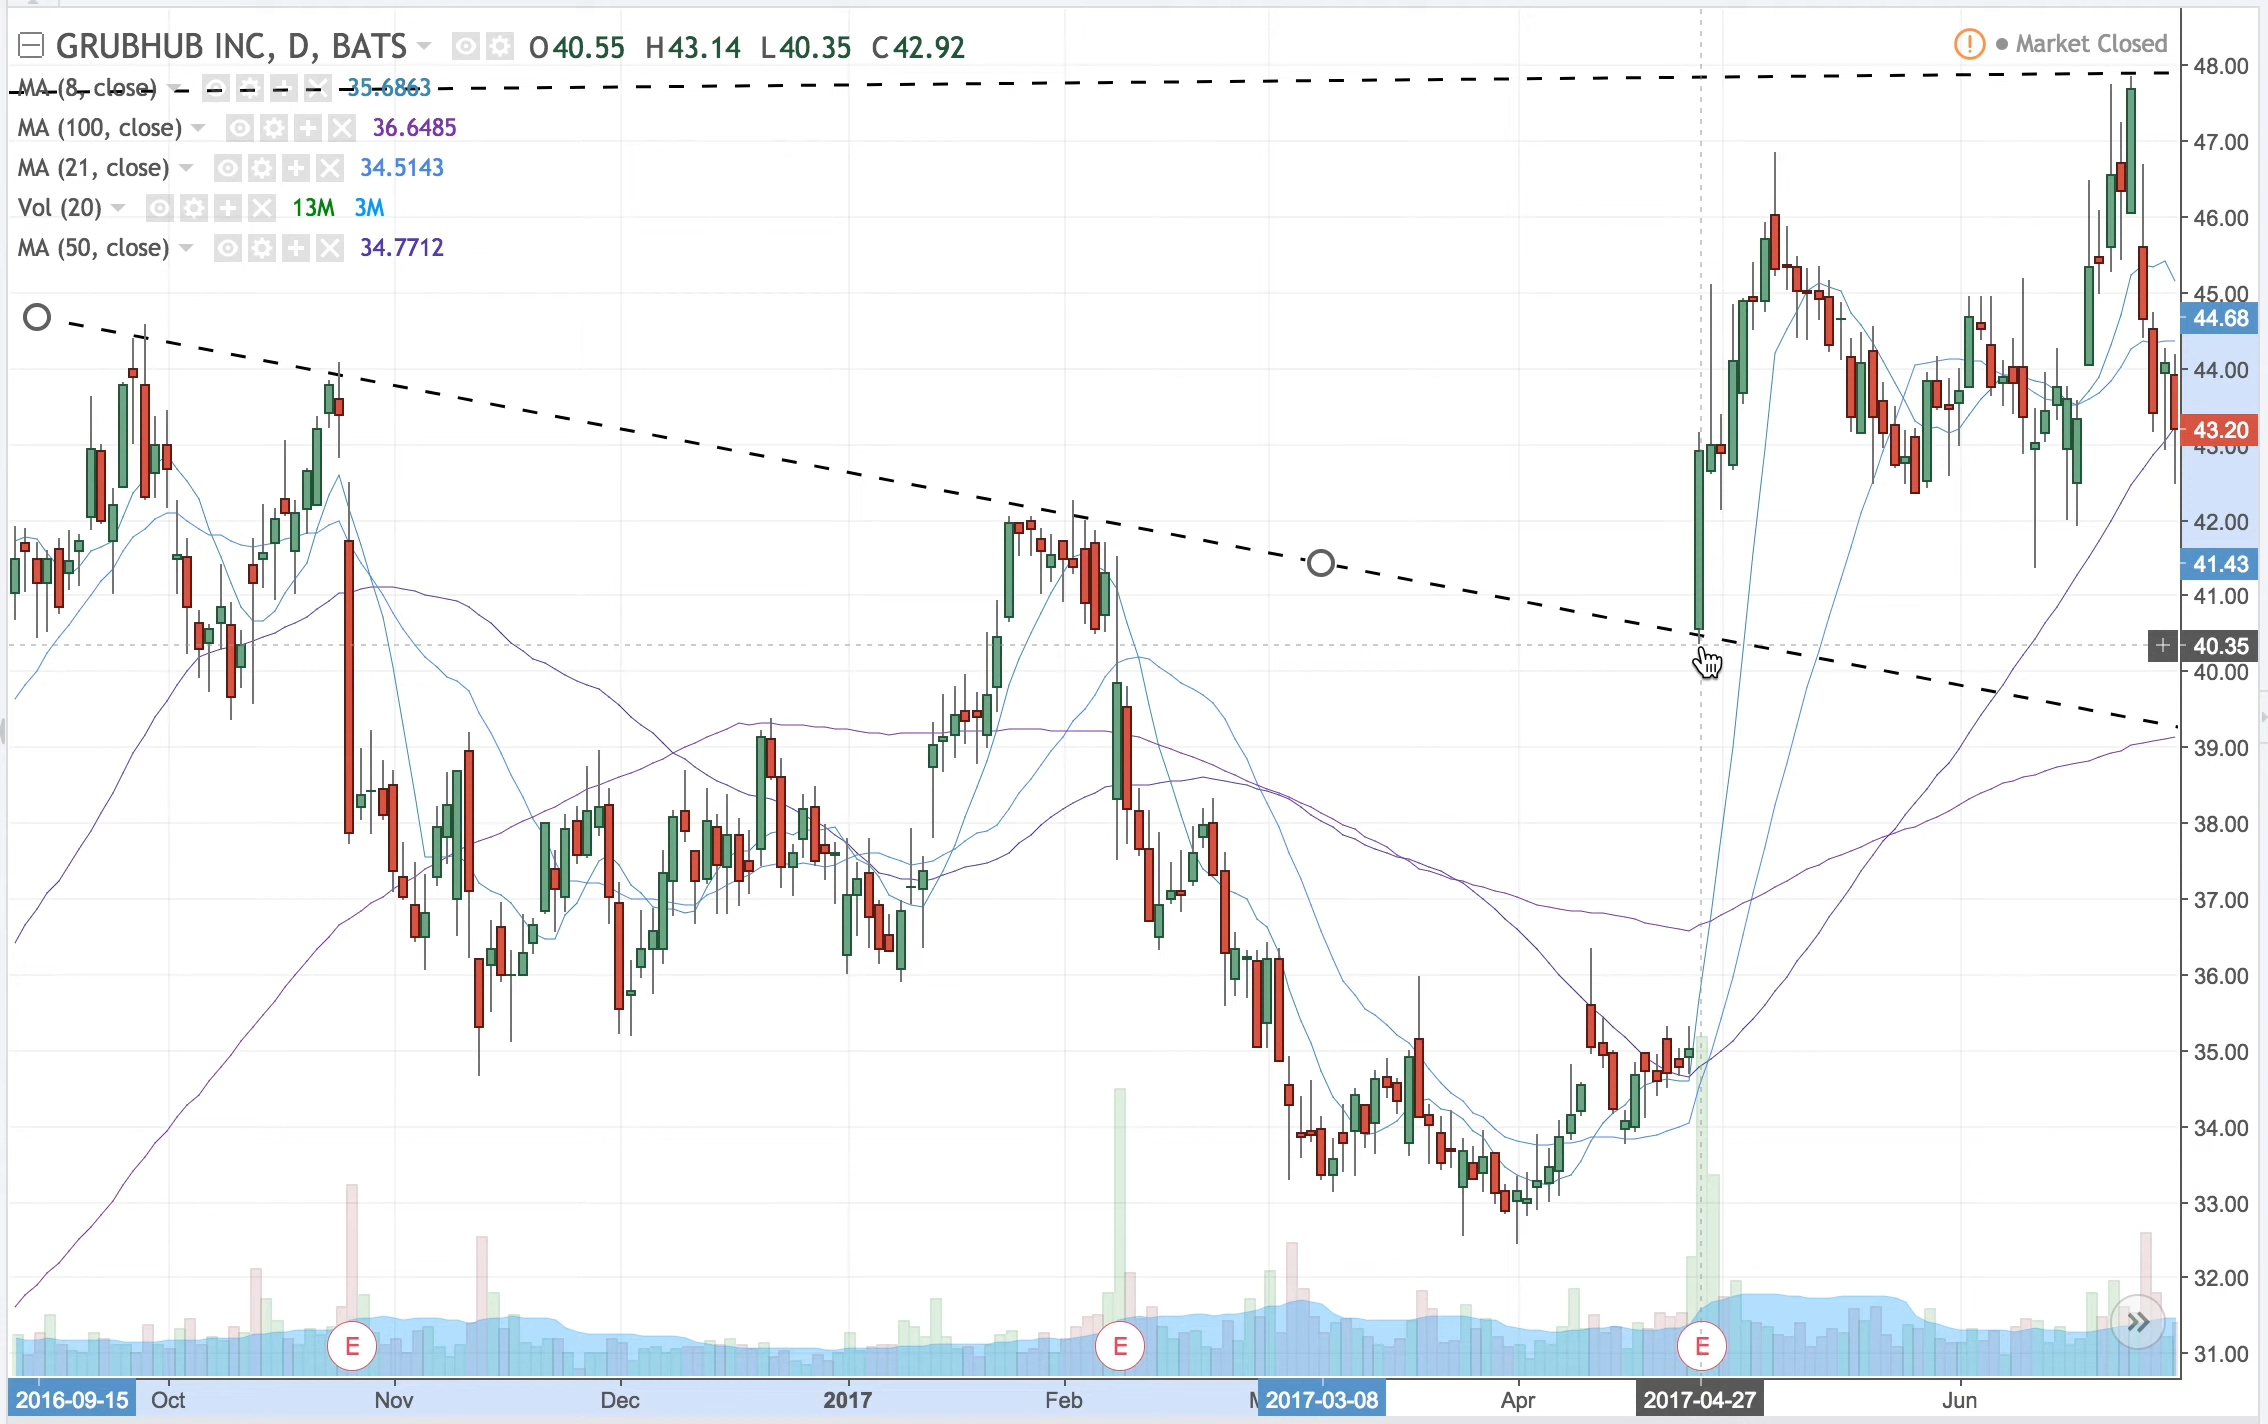 GRUBHUB INC, D, BATS O40.55 H43.14 L40.35 C42.92
! Market Closed
MA (8, close) 35.6863
MA (100, close) 36.6485
MA (21, close) 34.5143
Vol (20) 13M 3M
MA (50, close) 34.7712
48.00
47.00
46.00
45.00
44.68
44.00
43.20
43.00
42.00
41.43
41.00
40.35
40.00
39.00
38.00
37.00
36.00
35.00
34.00
33.00
32.00
31.00
E E E
2016-09-15 Oct Nov Dec 2017 Feb 2017-03-08 Apr 2017-04-27 Jun